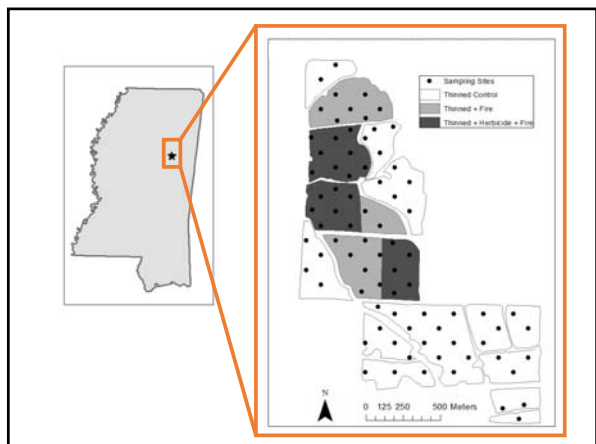 Sampling Sites
Thinned Control
Thinned + Fire
Thinned + Herbicide + Fire
N
0 125 250 500 Meters